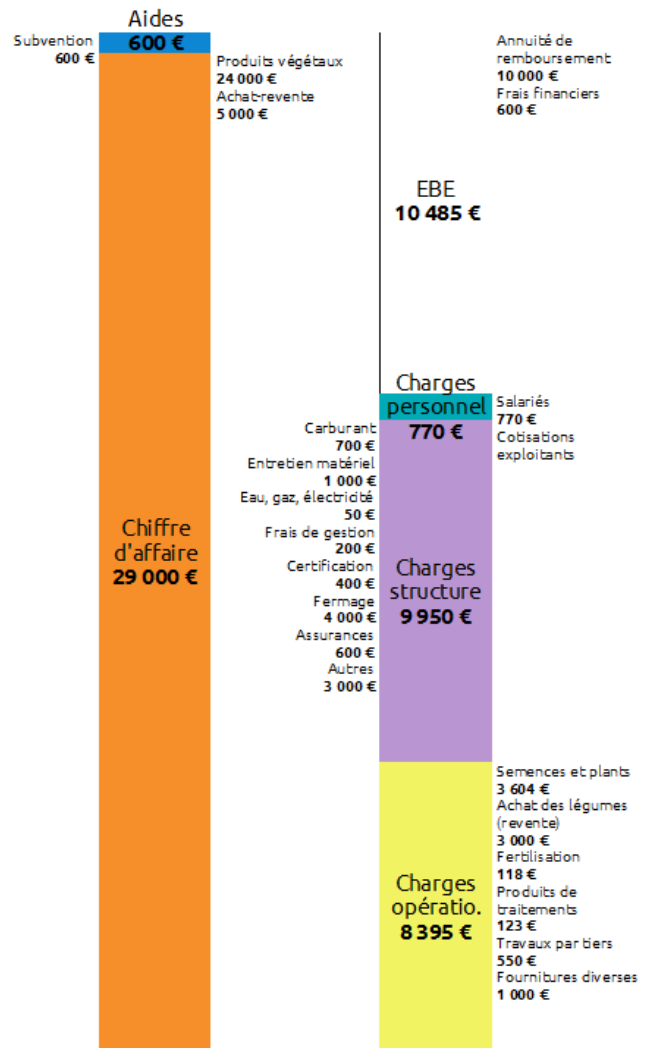 Aides
600 €
Subvention
600 €
Produits végétaux
24 000 €
Achat-revente
5 000 €
Chiffre
d'affaire
29 000 €
Annuité de
remboursement
10 000 €
Frais financiers
600 €
EBE
10 485 €
Charges
personnel
770 €
Salariés
770 €
Cotisations
exploitants
Carburant
700 €
Entretien matériel
1 000 €
Eau, gaz, électricité
50 €
Frais de gestion
200 €
Certification
400 €
Fermage
4 000 €
Assurances
600 €
Autres
3 000 €
Charges
structure
9 950 €
Charges
opératio.
8 395 €
Semences et plants
3 604 €
Achat des légumes
(revente)
3 000 €
Fertilisation
118 €
Produits de
traitements
123 €
Travaux par tiers
550 €
Fournitures diverses
1 000 €